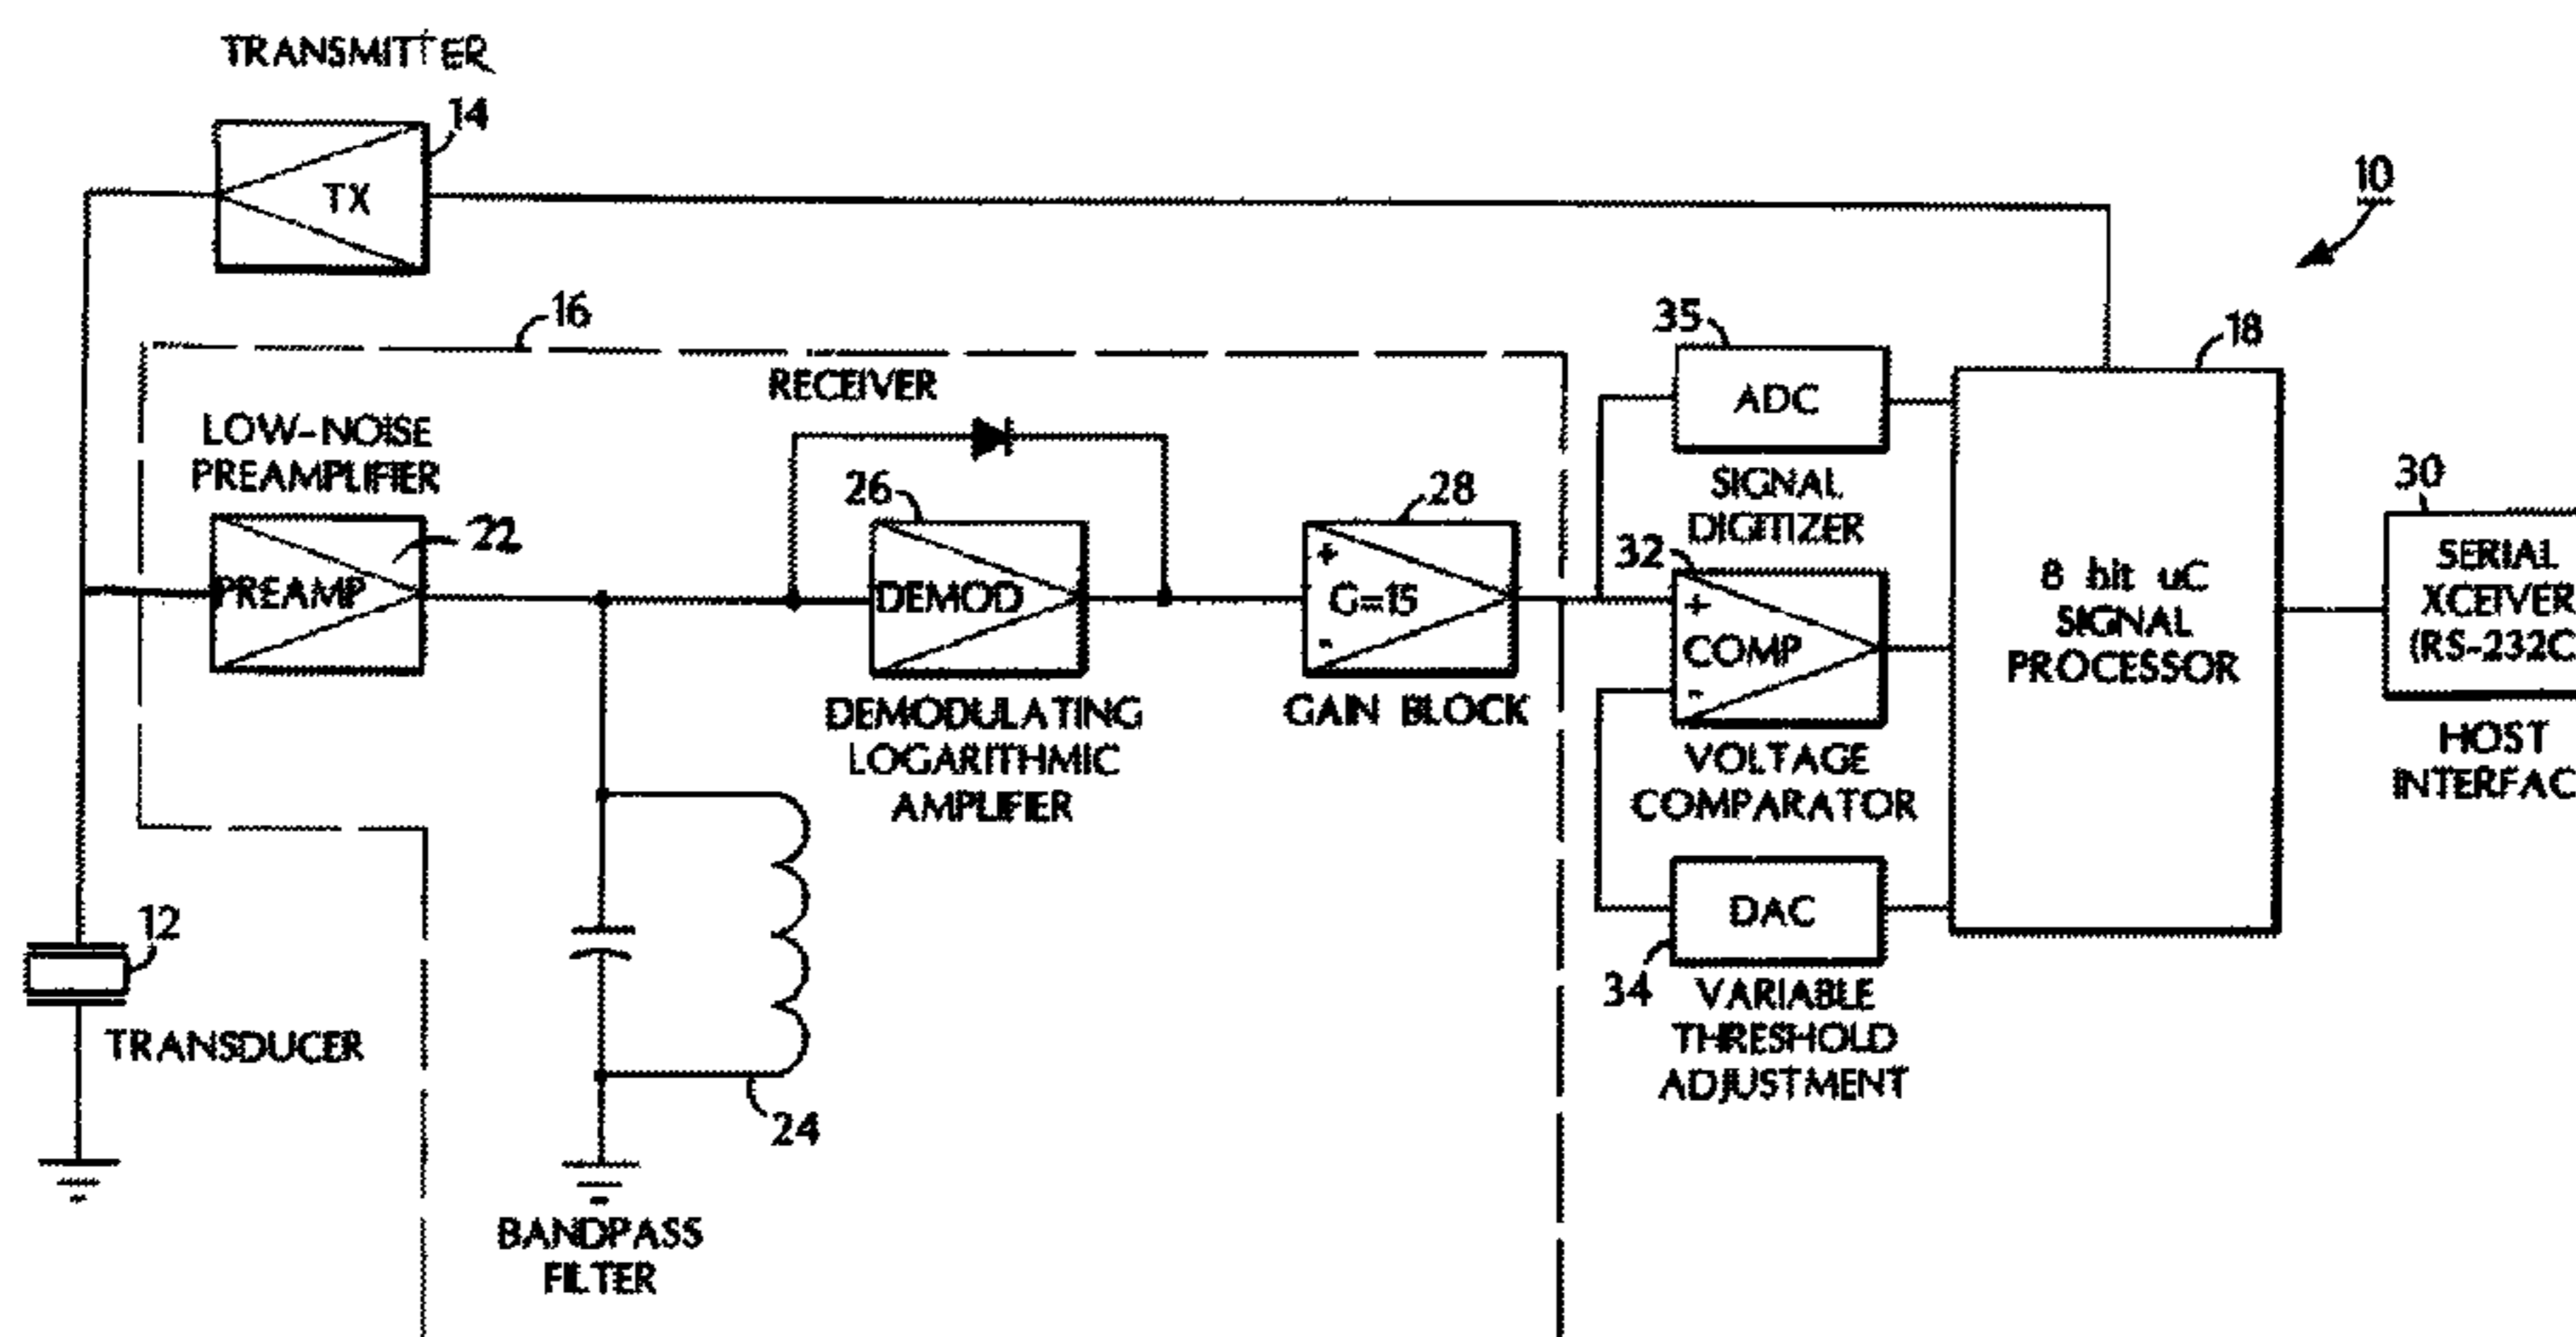 TRANSMITTER
14
TX
10
16
35
18
RECEIVER
ADC
LOW-NOISE
PREAMPLIFIER
26
28
SIGNAL
DIGITIZER
30
22
32
PREAMP
DEMOD
+
G=15
-
+
COMP
-
8 bit uC
SIGNAL
PROCESSOR
SERIAL
XCEIVER
(RS-232C
DEMODULATING
LOGARITHMIC
AMPLIFIER
GAIN BLOCK
VOLTAGE
COMPARATOR
HOST
INTERFAC
12
DAC
34
TRANSDUCER
VARIABLE
THRESHOLD
ADJUSTMENT
24
BANDPASS
FILTER